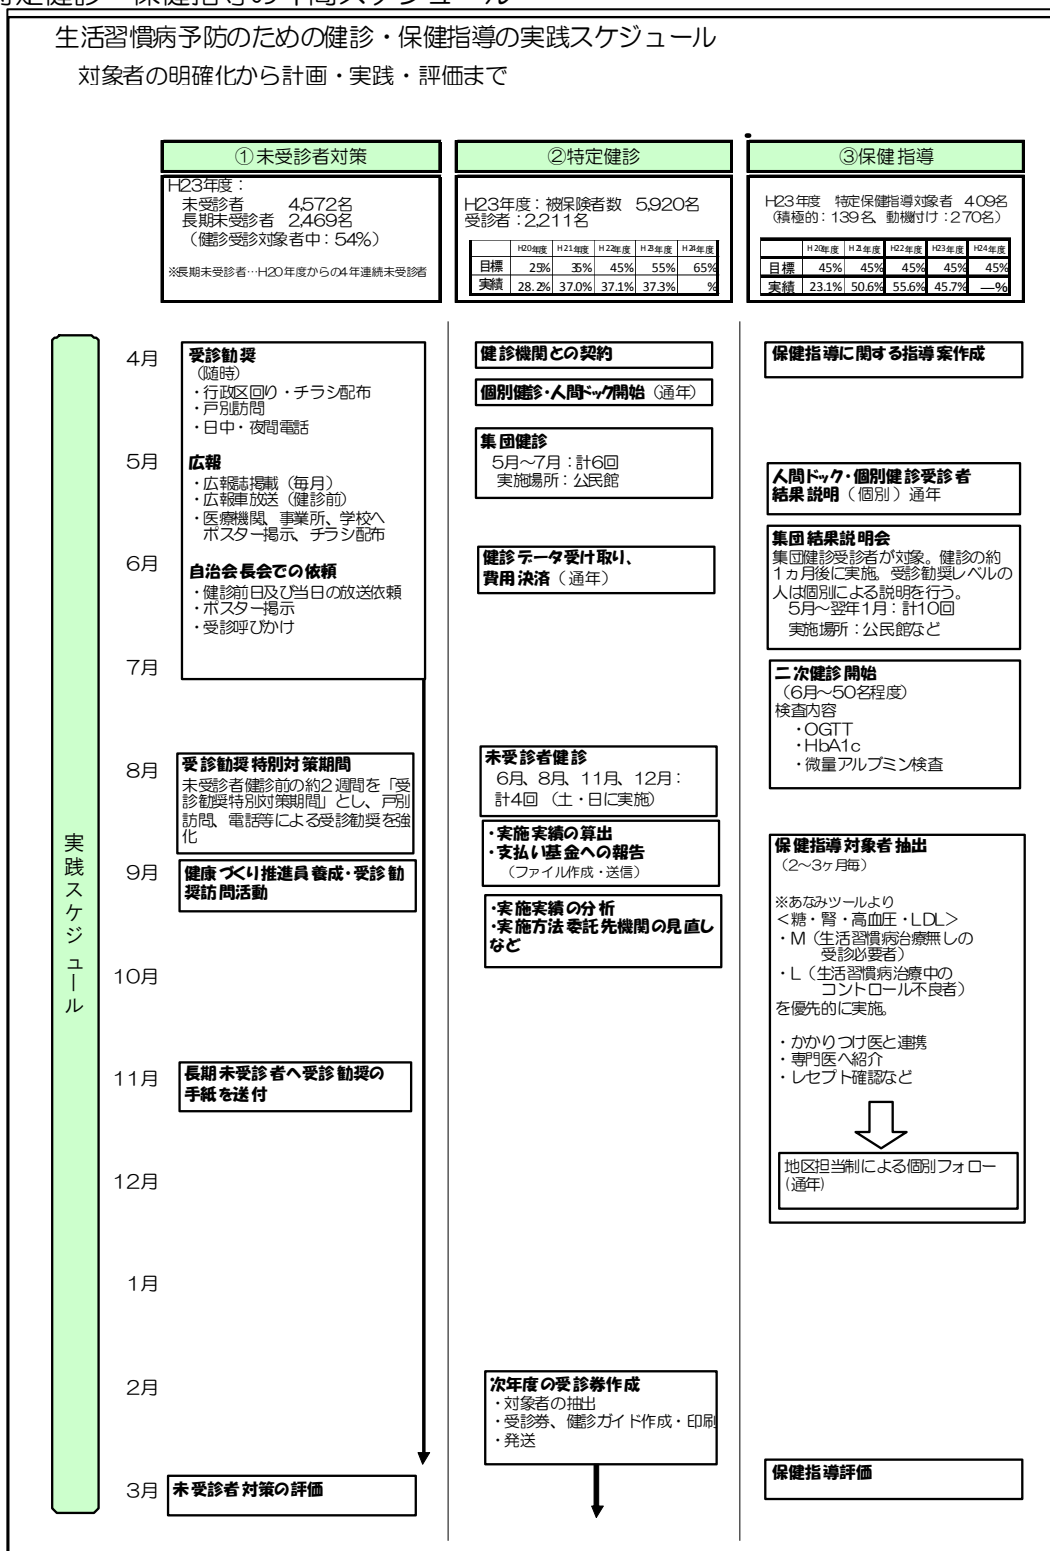 生活習慣病予防のための健診・保健指導の実践スケジュール
対象者の明確化から計画・実践・評価まで
①未受診者対策
H23年度：
未受診者 4,572名
長期未受診者 2,469名
（健診受診対象者中：54%）
※長期未受診者…H20年度からの4年連続未受診者
②特定健診
H23年度：被保険者数 5,920名
受診者：2,211名
H20年度 H21年度 H22年度 H23年度 H24年度
目標 25% 35% 45% 55% 65%
実績 28.2% 37.0% 37.1% 37.3% %
③保健指導
H23年度 特定保健指導対象者 409名
（積極的：139名、動機付け：270名）
H20年度 H21年度 H22年度 H23年度 H24年度
目標 45% 45% 45% 45% 45%
実績 23.1% 50.6% 55.6% 45.7% ―%
実践スケジュール
4月
5月
6月
7月
8月
9月
10月
11月
12月
1月
2月
3月
受診勧奨
（随時）
・行政区回り・チラシ配布
・戸別訪問
・日中・夜間電話
広報
・広報誌掲載（毎月）
・広報車放送（健診前）
・医療機関、事業所、学校へ
ポスター掲示、チラシ配布
自治会長会での依頼
・健診前日及び当日の放送依頼
・ポスター掲示
・受診呼びかけ
受診勧奨特別対策期間
未受診者健診前の約2週間を「受
診勧奨特別対策期間」とし、戸別
訪問、電話等による受診勧奨を強
化
健康づくり推進員養成・受診勧
奨訪問活動
長期未受診者へ受診勧奨の
手紙を送付
未受診者対策の評価
健診機関との契約
個別健診・人間ドック開始（通年）
集団健診
5月～7月：計6回
実施場所：公民館
健診データ受け取り、
費用決済（通年）
未受診者健診
6月、8月、11月、12月：
計4回（土・日に実施）
・実施実績の算出
・支払い基金への報告
（ファイル作成・送信）
・実施実績の分析
・実施方法委託先機関の見直し
など
次年度の受診券作成
・対象者の抽出
・受診券、健診ガイド作成・印刷
・発送
保健指導に関する指導案作成
人間ドック・個別健診受診者
結果説明（個別）通年
集団結果説明会
集団健診受診者が対象。健診の約
1ヵ月後に実施。受診勧奨レベルの
人は個別による説明を行う。
5月～翌年1月：計10回
実施場所：公民館など
二次健診開始
（6月～50名程度）
検査内容
・OGTT
・HbA1c
・微量アルブミン検査
保健指導対象者抽出
（2～3ヶ月毎）
※あなみツールより
＜糖・腎・高血圧・LDL＞
・M（生活習慣病治療無しの
受診必要者）
・L（生活習慣病治療中の
コントロール不良者）
を優先的に実施。
・かかりつけ医と連携
・専門医へ紹介
・レセプト確認など
地区担当制による個別フォロー
（通年）
保健指導評価